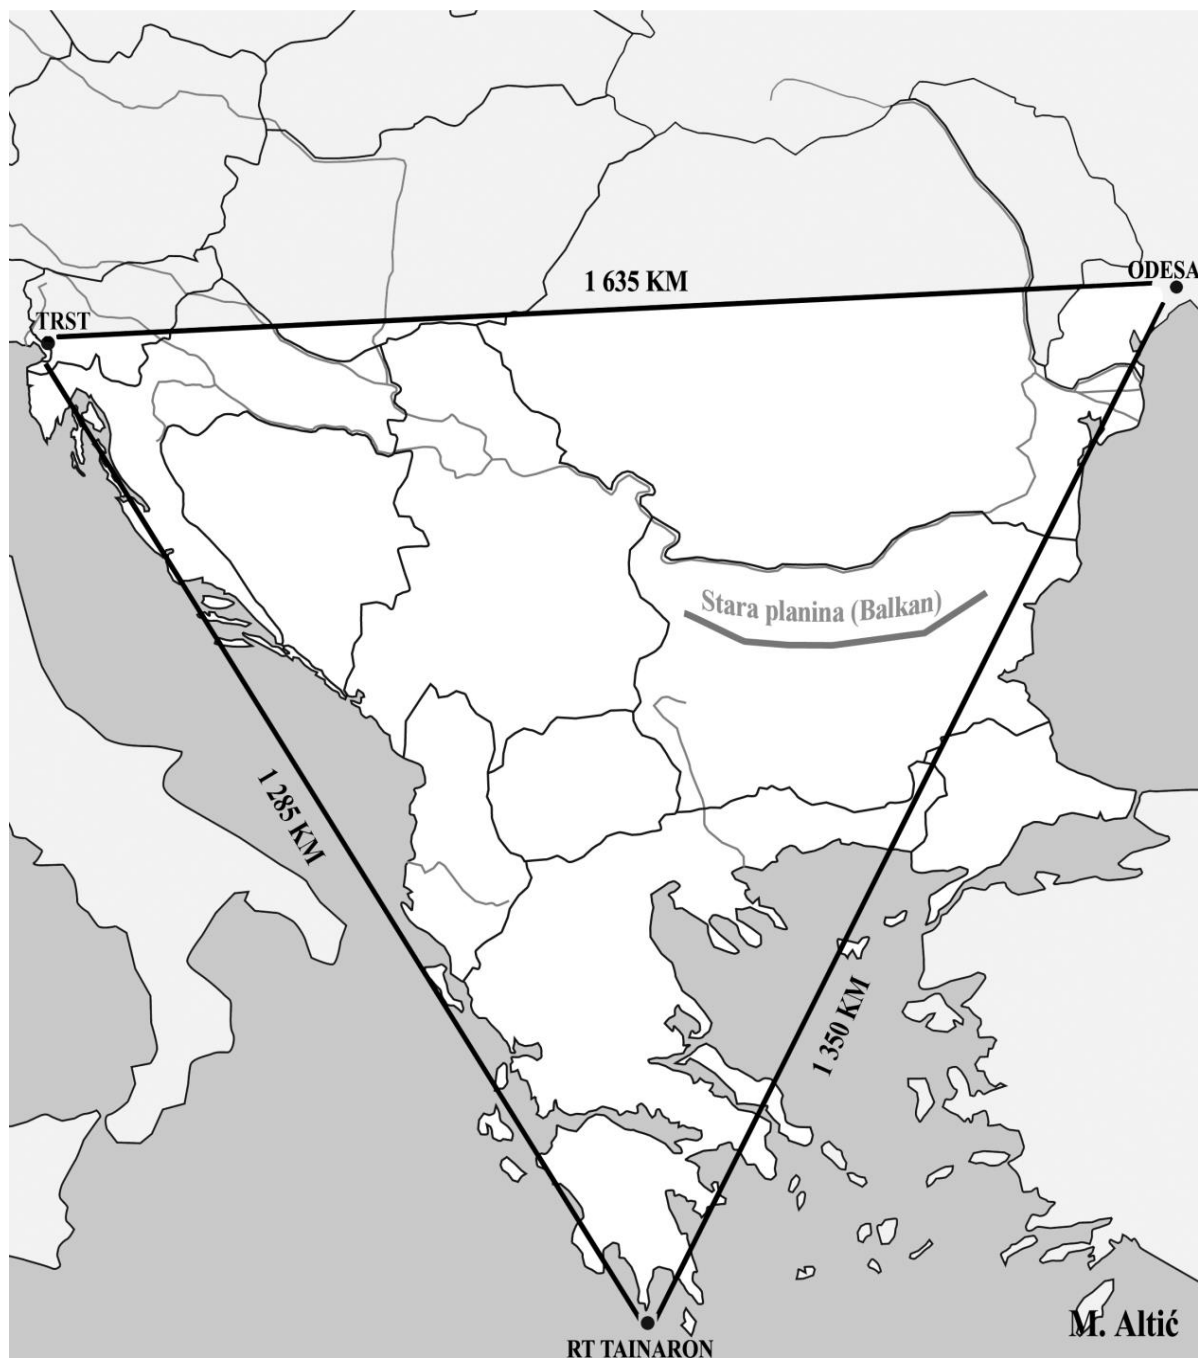 ODESA
1 635 KM
TRST
Stara planina (Balkan)
1 285 KM
1 350 KM
M. Altić
RT TAINARON